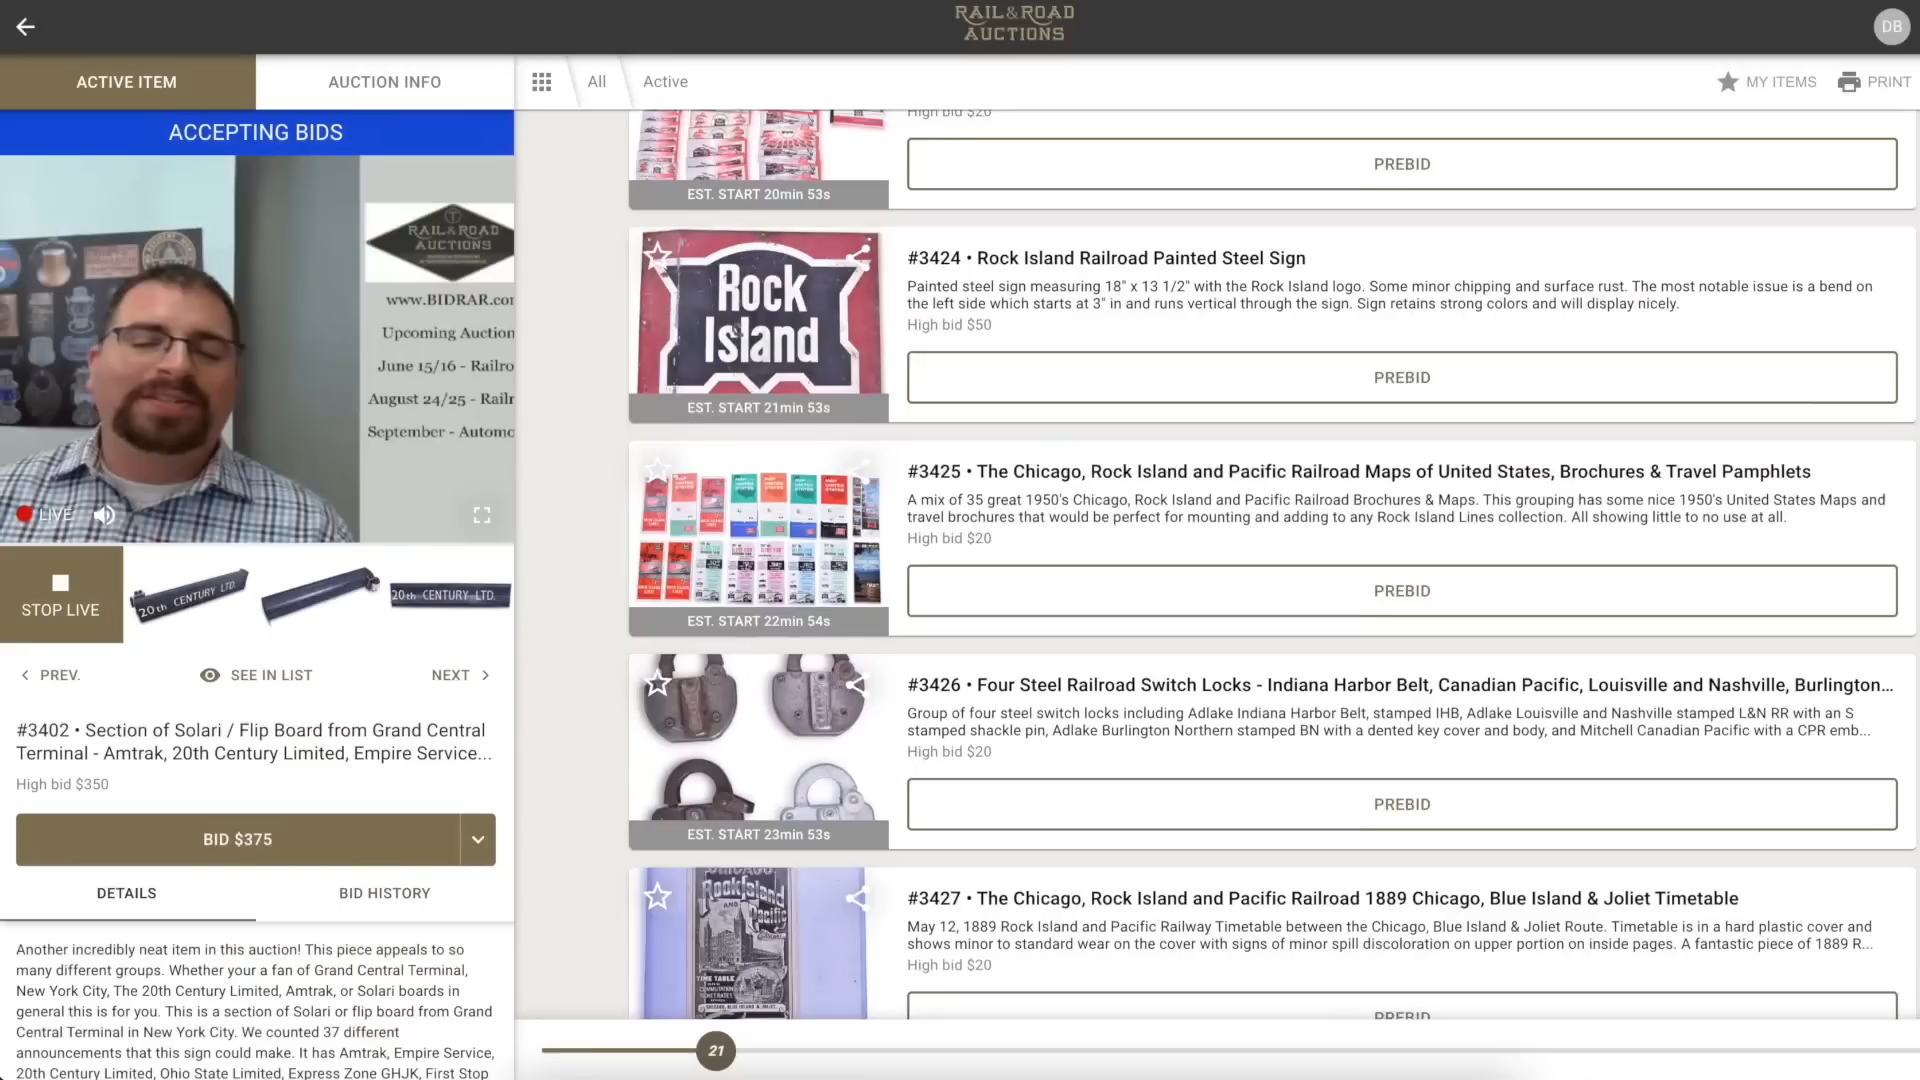 RAIL&ROAD
AUCTIONS
DB
ACTIVE ITEM
AUCTION INFO
All
Active
MY ITEMS
PRINT
ACCEPTING BIDS
RAIL&ROAD
AUCTIONS
www.BIDRAR.co
Upcoming Auction
June 15/16 - Railro
August 24/25 - Railr
September - Automo
LIVE
STOP LIVE
20th CENTURY LTD.
20th CENTURY LTD.
PREV.
SEE IN LIST
NEXT
#3402 • Section of Solari / Flip Board from Grand Central
Terminal - Amtrak, 20th Century Limited, Empire Service...
High bid $350
BID $375
DETAILS
BID HISTORY
Another incredibly neat item in this auction! This piece appeals to so
many different groups. Whether your a fan of Grand Central Terminal,
New York City, The 20th Century Limited, Amtrak, or Solari boards in
general this is for you. This is a section of Solari or flip board from Grand
Central Terminal in New York City. We counted 37 different
announcements that this sign could make. It has Amtrak, Empire Service,
20th Century Limited, Ohio State Limited, Express Zone GHJK, First Stop
High bid $20
PREBID
EST. START 20min 53s
Rock
Island
EST. START 21min 53s
#3424 • Rock Island Railroad Painted Steel Sign
Painted steel sign measuring 18" x 13 1/2" with the Rock Island logo. Some minor chipping and surface rust. The most notable issue is a bend on
the left side which starts at 3" in and runs vertical through the sign. Sign retains strong colors and will display nicely.
High bid $50
PREBID
EST. START 22min 54s
#3425 • The Chicago, Rock Island and Pacific Railroad Maps of United States, Brochures & Travel Pamphlets
A mix of 35 great 1950's Chicago, Rock Island and Pacific Railroad Brochures & Maps. This grouping has some nice 1950's United States Maps and
travel brochures that would be perfect for mounting and adding to any Rock Island Lines collection. All showing little to no use at all.
High bid $20
PREBID
EST. START 23min 53s
#3426 • Four Steel Railroad Switch Locks - Indiana Harbor Belt, Canadian Pacific, Louisville and Nashville, Burlington...
Group of four steel switch locks including Adlake Indiana Harbor Belt, stamped IHB, Adlake Louisville and Nashville stamped L&N RR with an S
stamped shackle pin, Adlake Burlington Northern stamped BN with a dented key cover and body, and Mitchell Canadian Pacific with a CPR emb...
High bid $20
PREBID
CHICAGO
Rock Island
AND
Pacific
TIME TABLE
#3427 • The Chicago, Rock Island and Pacific Railroad 1889 Chicago, Blue Island & Joliet Timetable
May 12, 1889 Rock Island and Pacific Railway Timetable between the Chicago, Blue Island & Joliet Route. Timetable is in a hard plastic cover and
shows minor to standard wear on the cover with signs of minor spill discoloration on upper portion on inside pages. A fantastic piece of 1889 R...
High bid $20
PREBID
21